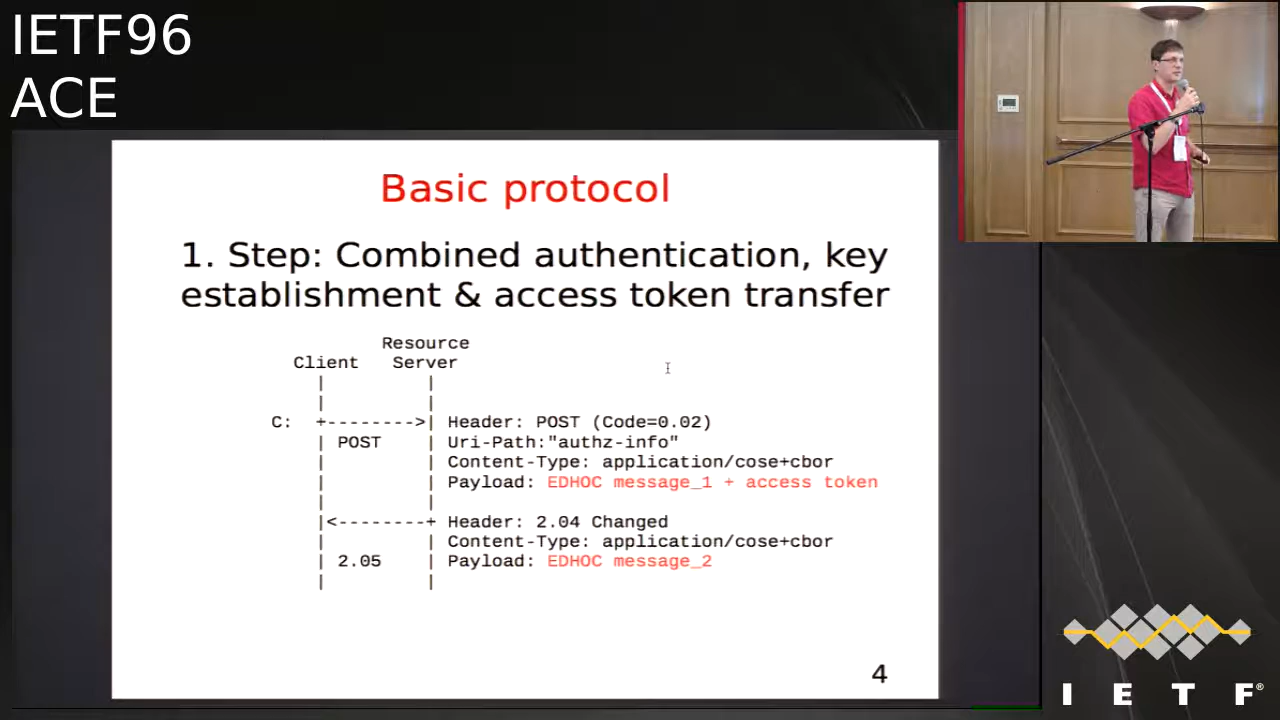 IETF96
ACE
Basic protocol
1. Step: Combined authentication, key
establishment & access token transfer
Resource
Client Server
| |
| |
C: +-------->| Header: POST (Code=0.02)
| POST | Uri-Path:"authz-info"
| | Content-Type: application/cose+cbor
| | Payload: EDHOC message_1 + access token
| |
|<--------+ Header: 2.04 Changed
| | Content-Type: application/cose+cbor
| 2.05 | Payload: EDHOC message_2
| |
4
I E T F®